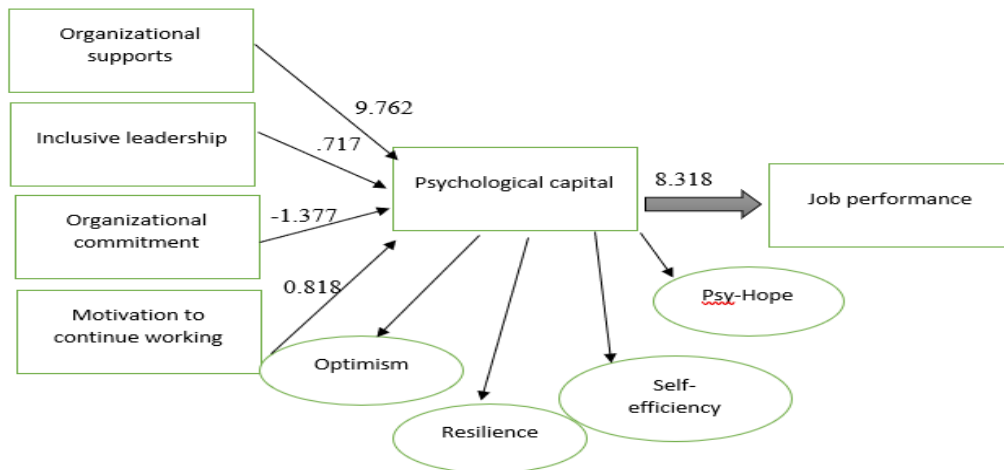 Organizational
supports
9.762
Inclusive leadership
.717
Psychological capital
8.318
Job performance
Organizational
commitment
-1.377
0.818
Motivation to
continue working
Psy-Hope
Optimism
Self-
efficiency
Resilience